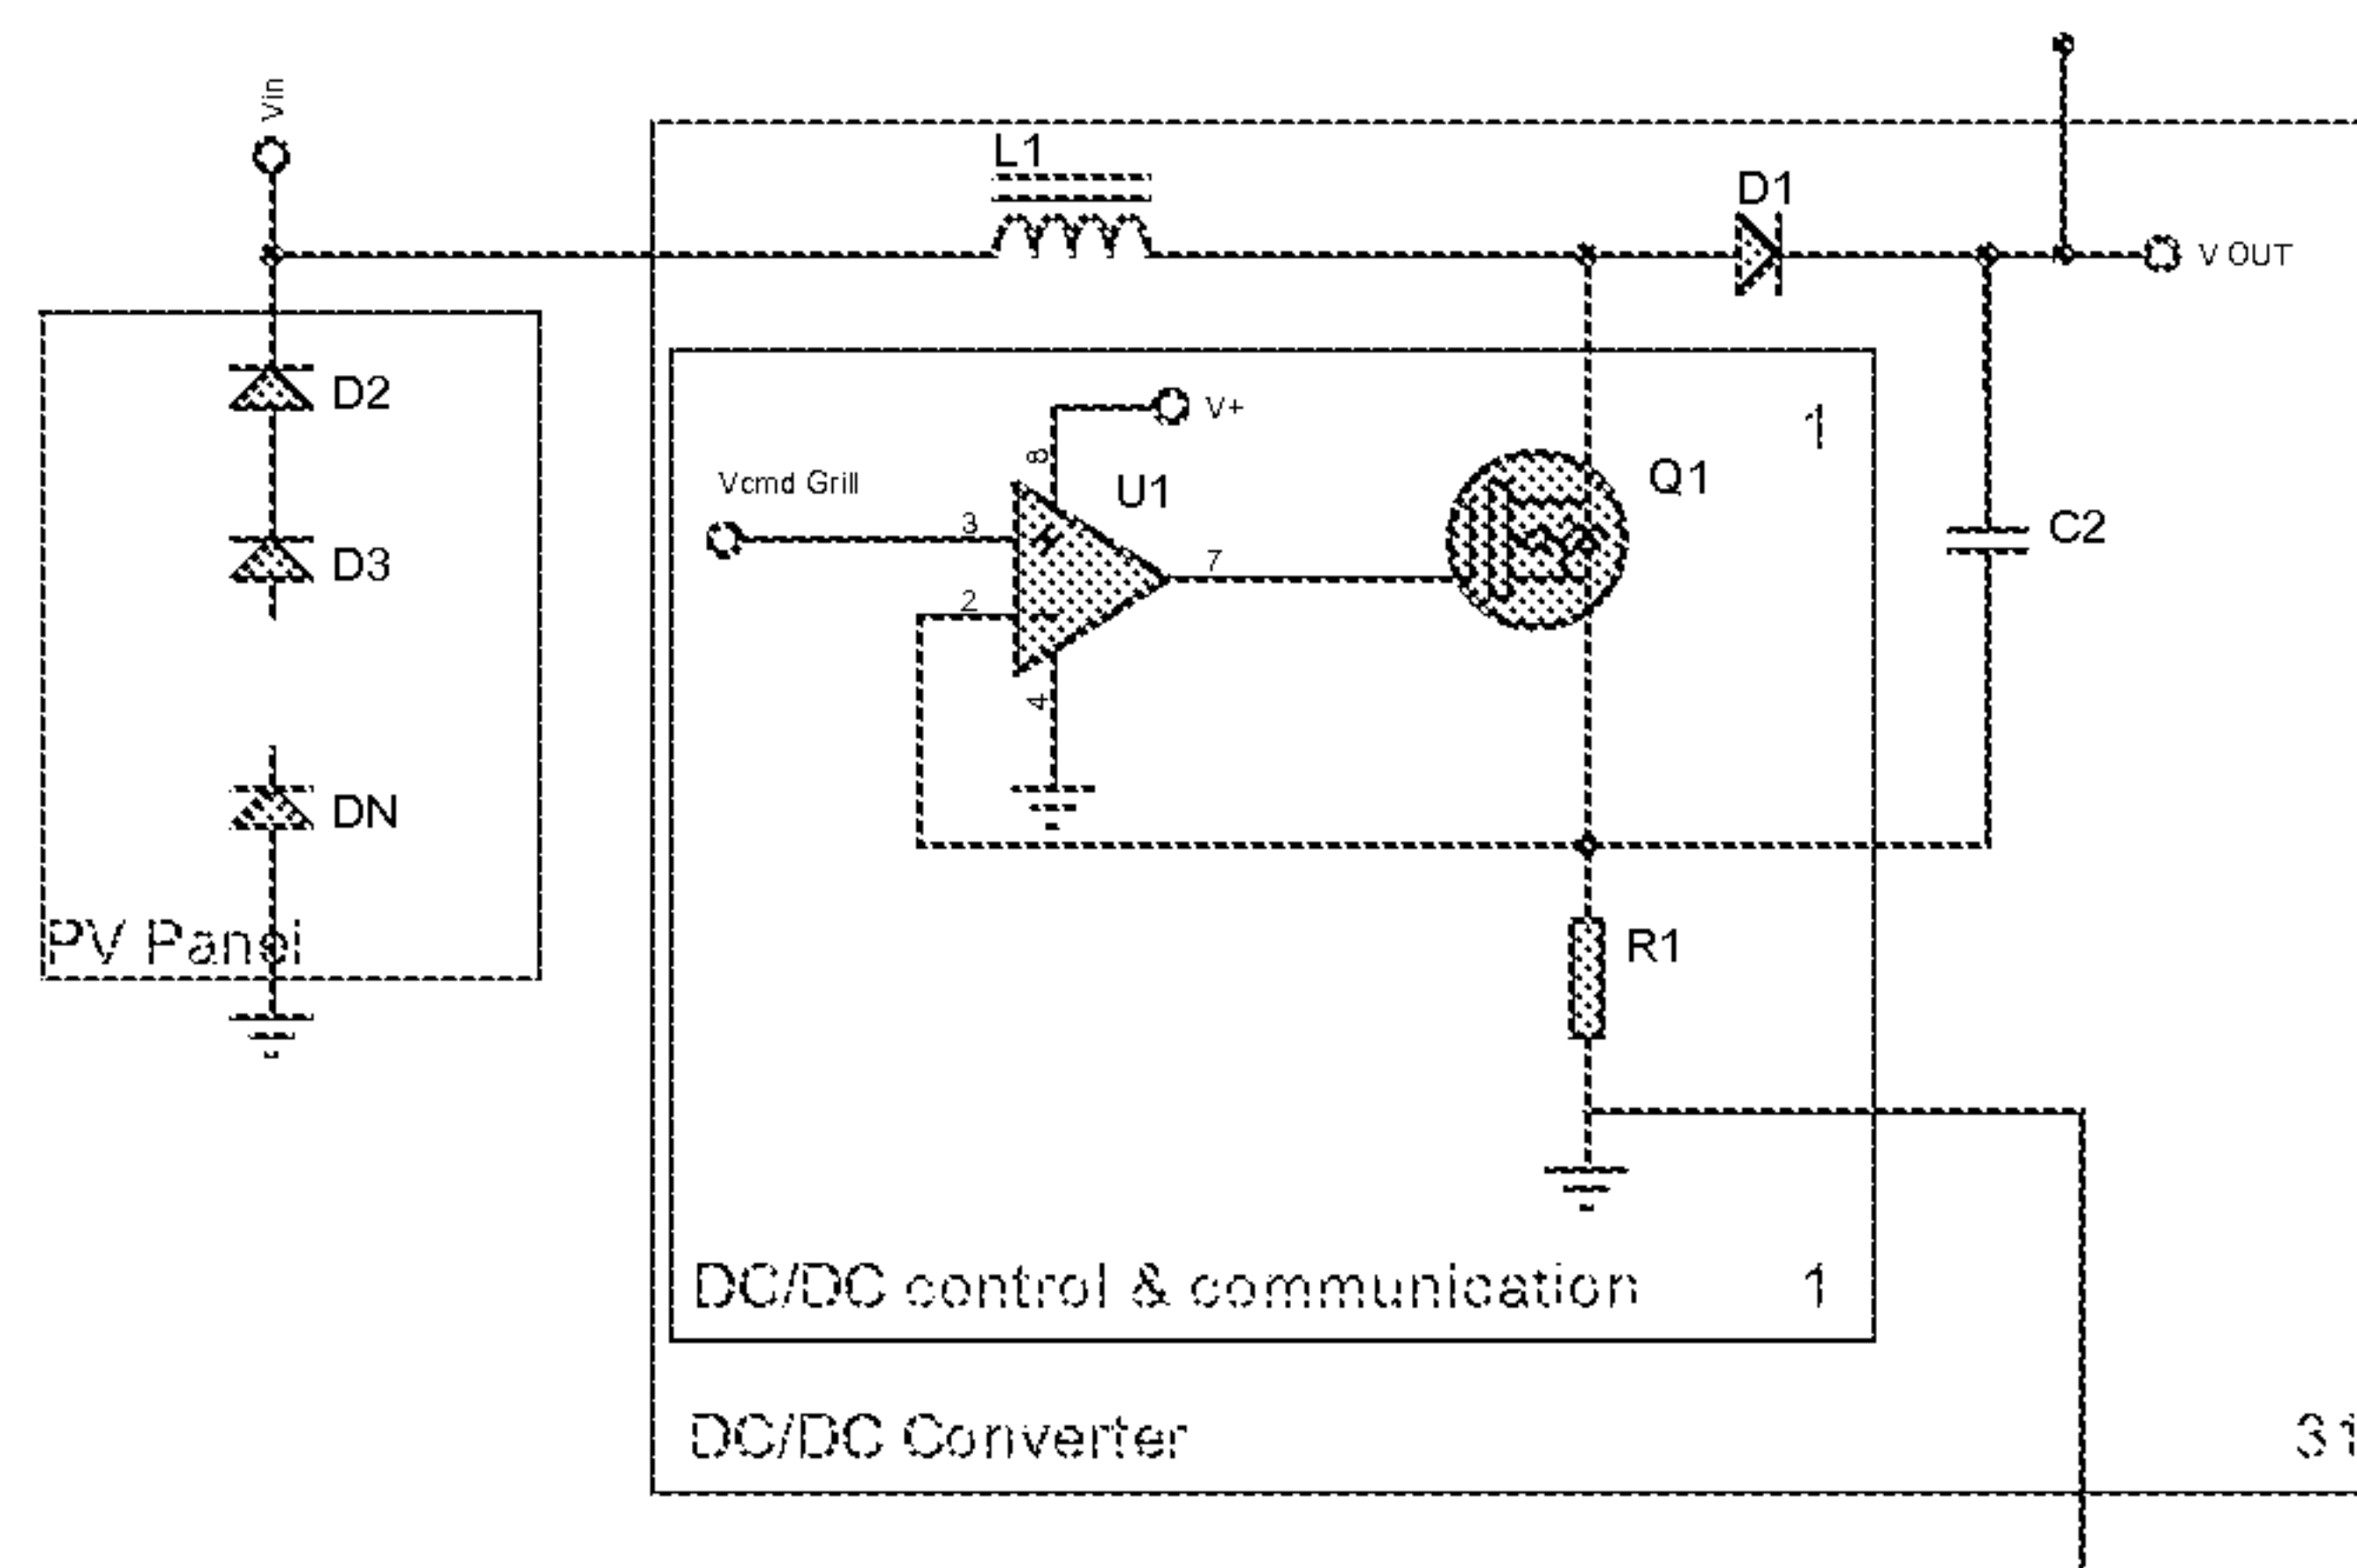 Vin
L1
D1
V OUT
D2
V+
1
Vcmd Grill
8
U1
Q1
3
C2
D3
7
2
4
DN
PV Panel
R1
DC/DC control & communication 1
DC/DC Converter 31